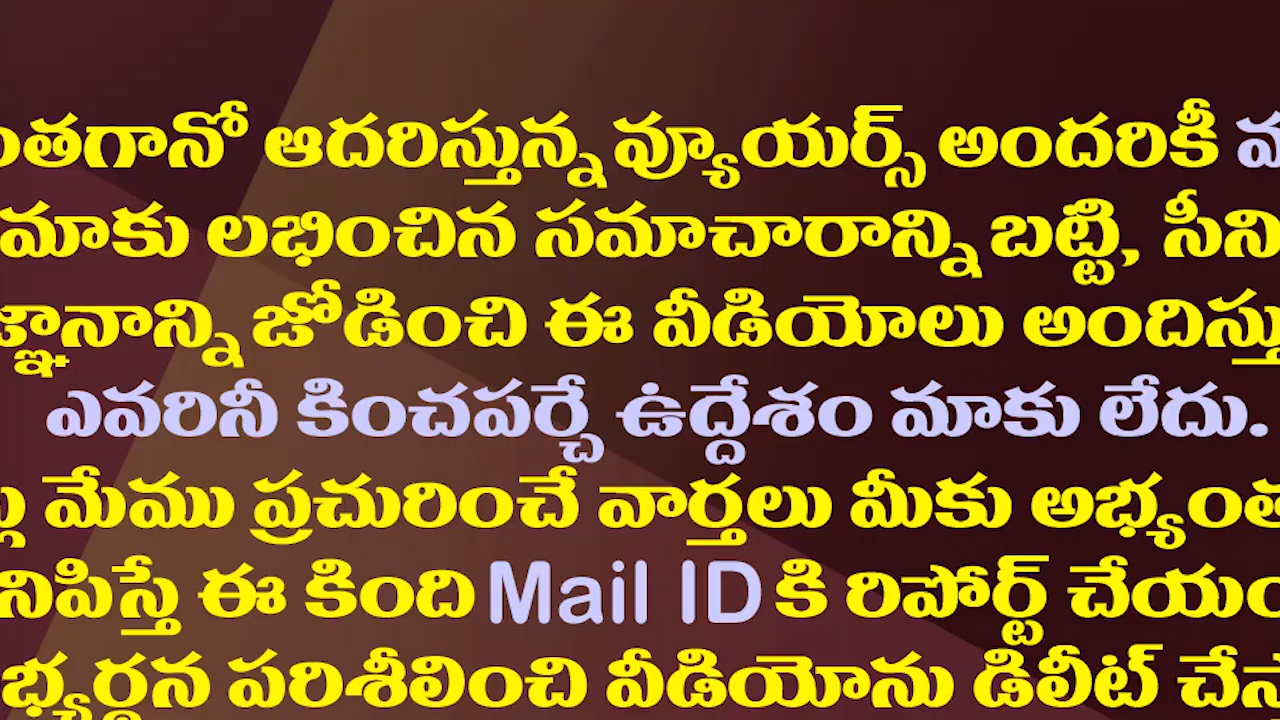 ఆదరిస్తున్న వ్యూయర్స్ అందరికీ
మాకు లభించిన సమాచారాన్ని బట్టి,
జోడించి ఈ వీడియోలు
ఎవరినీ కించపర్చే ఉద్దేశం మాకు లేదు.
మేము ప్రచురించే వార్తలు మీకు
ఈ కింది Mail ID కి రిపోర్ట్
పరిశీలించి వీడియోను డిలీట్